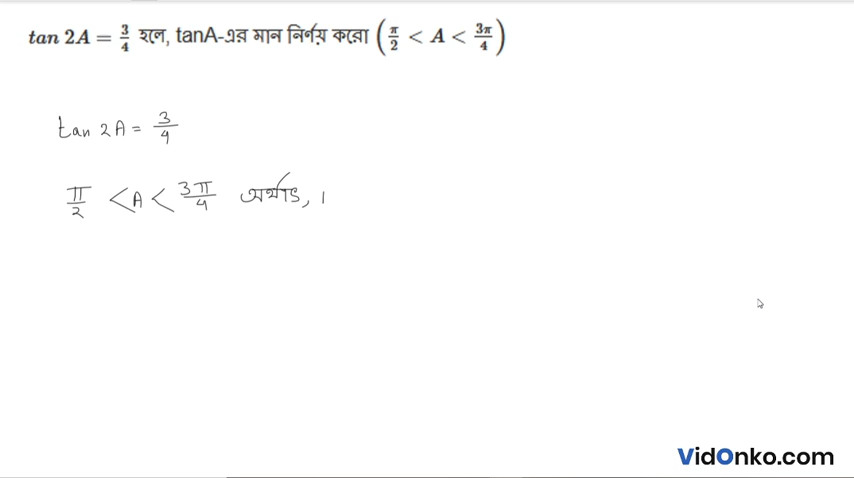 tan 2A = 3/4 হলে, tanA-এর মান নির্ণয় করো (π/2 < A < 3π/4)
tan 2A = 3/4
π/2 < A < 3π/4 অর্থাৎ, ।
VidOnko.com